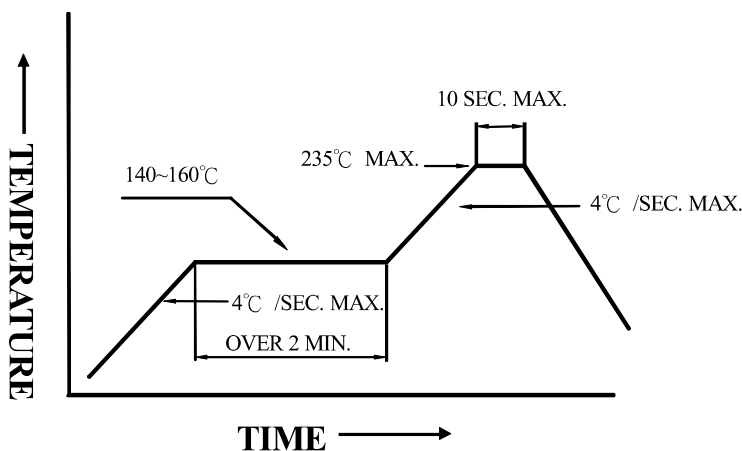 10 SEC. MAX.
235℃ MAX.
140~160℃
4℃ /SEC. MAX.
4℃ /SEC. MAX.
OVER 2 MIN.
TEMPERATURE
TIME